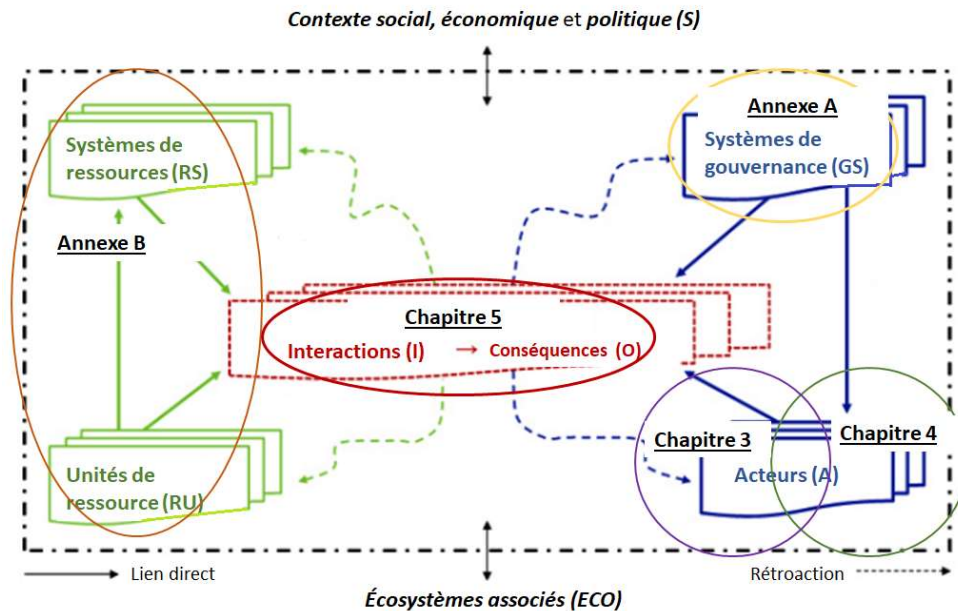 Contexte social, économique et politique (S)
Annexe A
Systèmes de
ressources (RS)
Systèmes de
gouvernance (GS)
Annexe B
Chapitre 5
Interactions (I) → Conséquences (O)
Chapitre 3
Chapitre 4
Unités de
ressource (RU)
Acteurs (A)
Lien direct
Rétroaction
Écosystèmes associés (ECO)